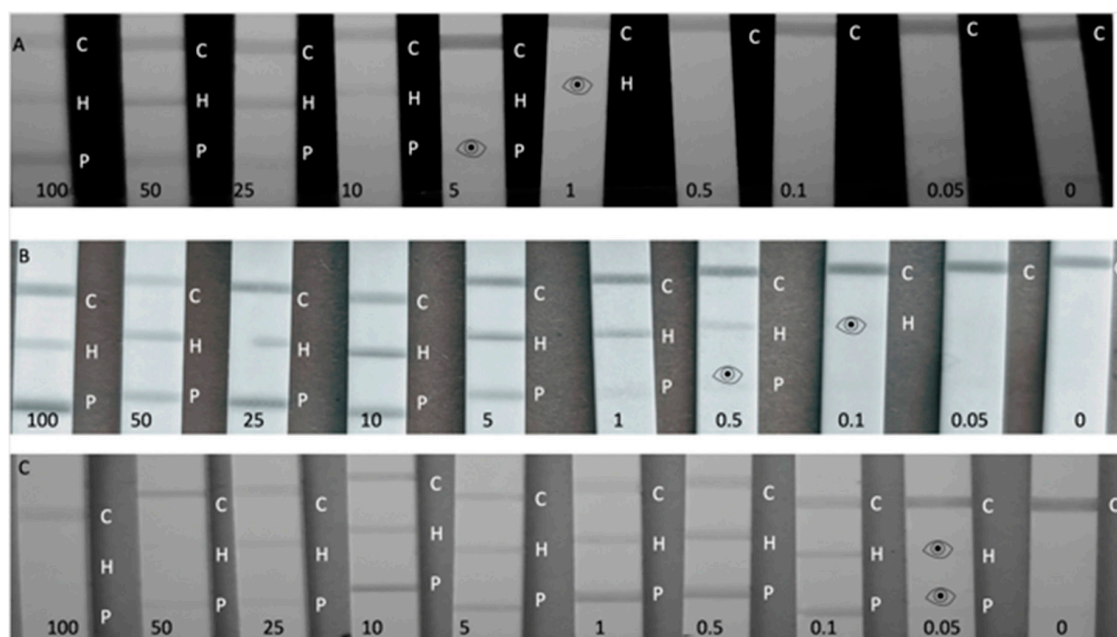 A C C C C C C C C C C
H H H H H H
P P P P P
100 50 25 10 5 1 0.5 0.1 0.05 0
B C C C C C C C C C
H H H H H H H H
P P P P P P P
100 50 25 10 5 1 0.5 0.1 0.05 0
C C C C C C C C C C C
H H H H H H H H H
P P P P P P P P P
100 50 25 10 5 1 0.5 0.1 0.05 0